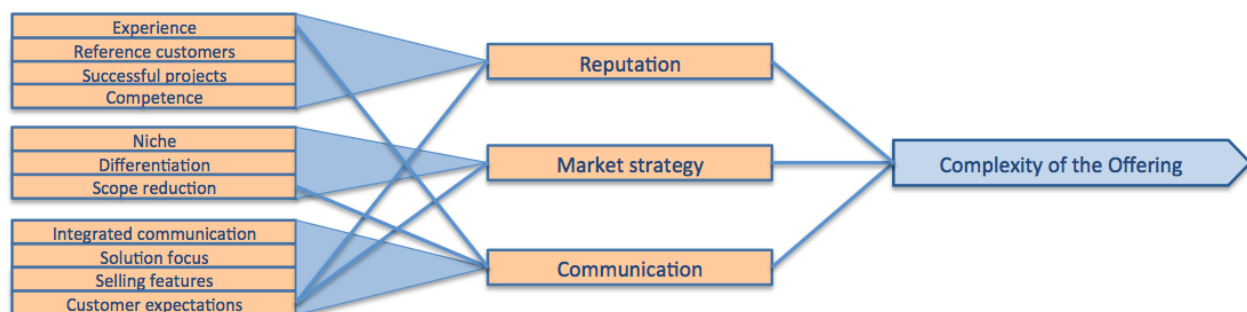 Experience
Reference customers
Successful projects
Competence
Niche
Differentiation
Scope reduction
Integrated communication
Solution focus
Selling features
Customer expectations
Reputation
Market strategy
Communication
Complexity of the Offering